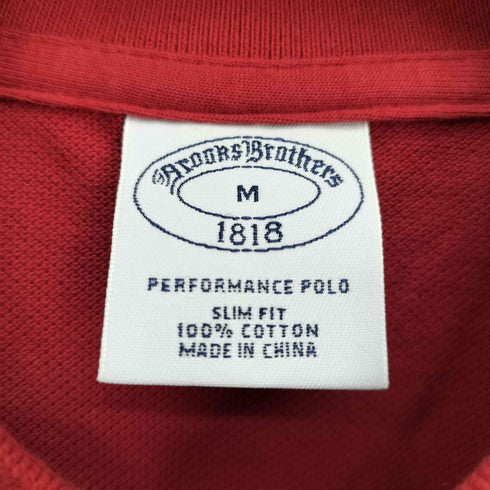 Brooks Brothers
M
1818
PERFORMANCE POLO
SLIM FIT
100% COTTON
MADE IN CHINA